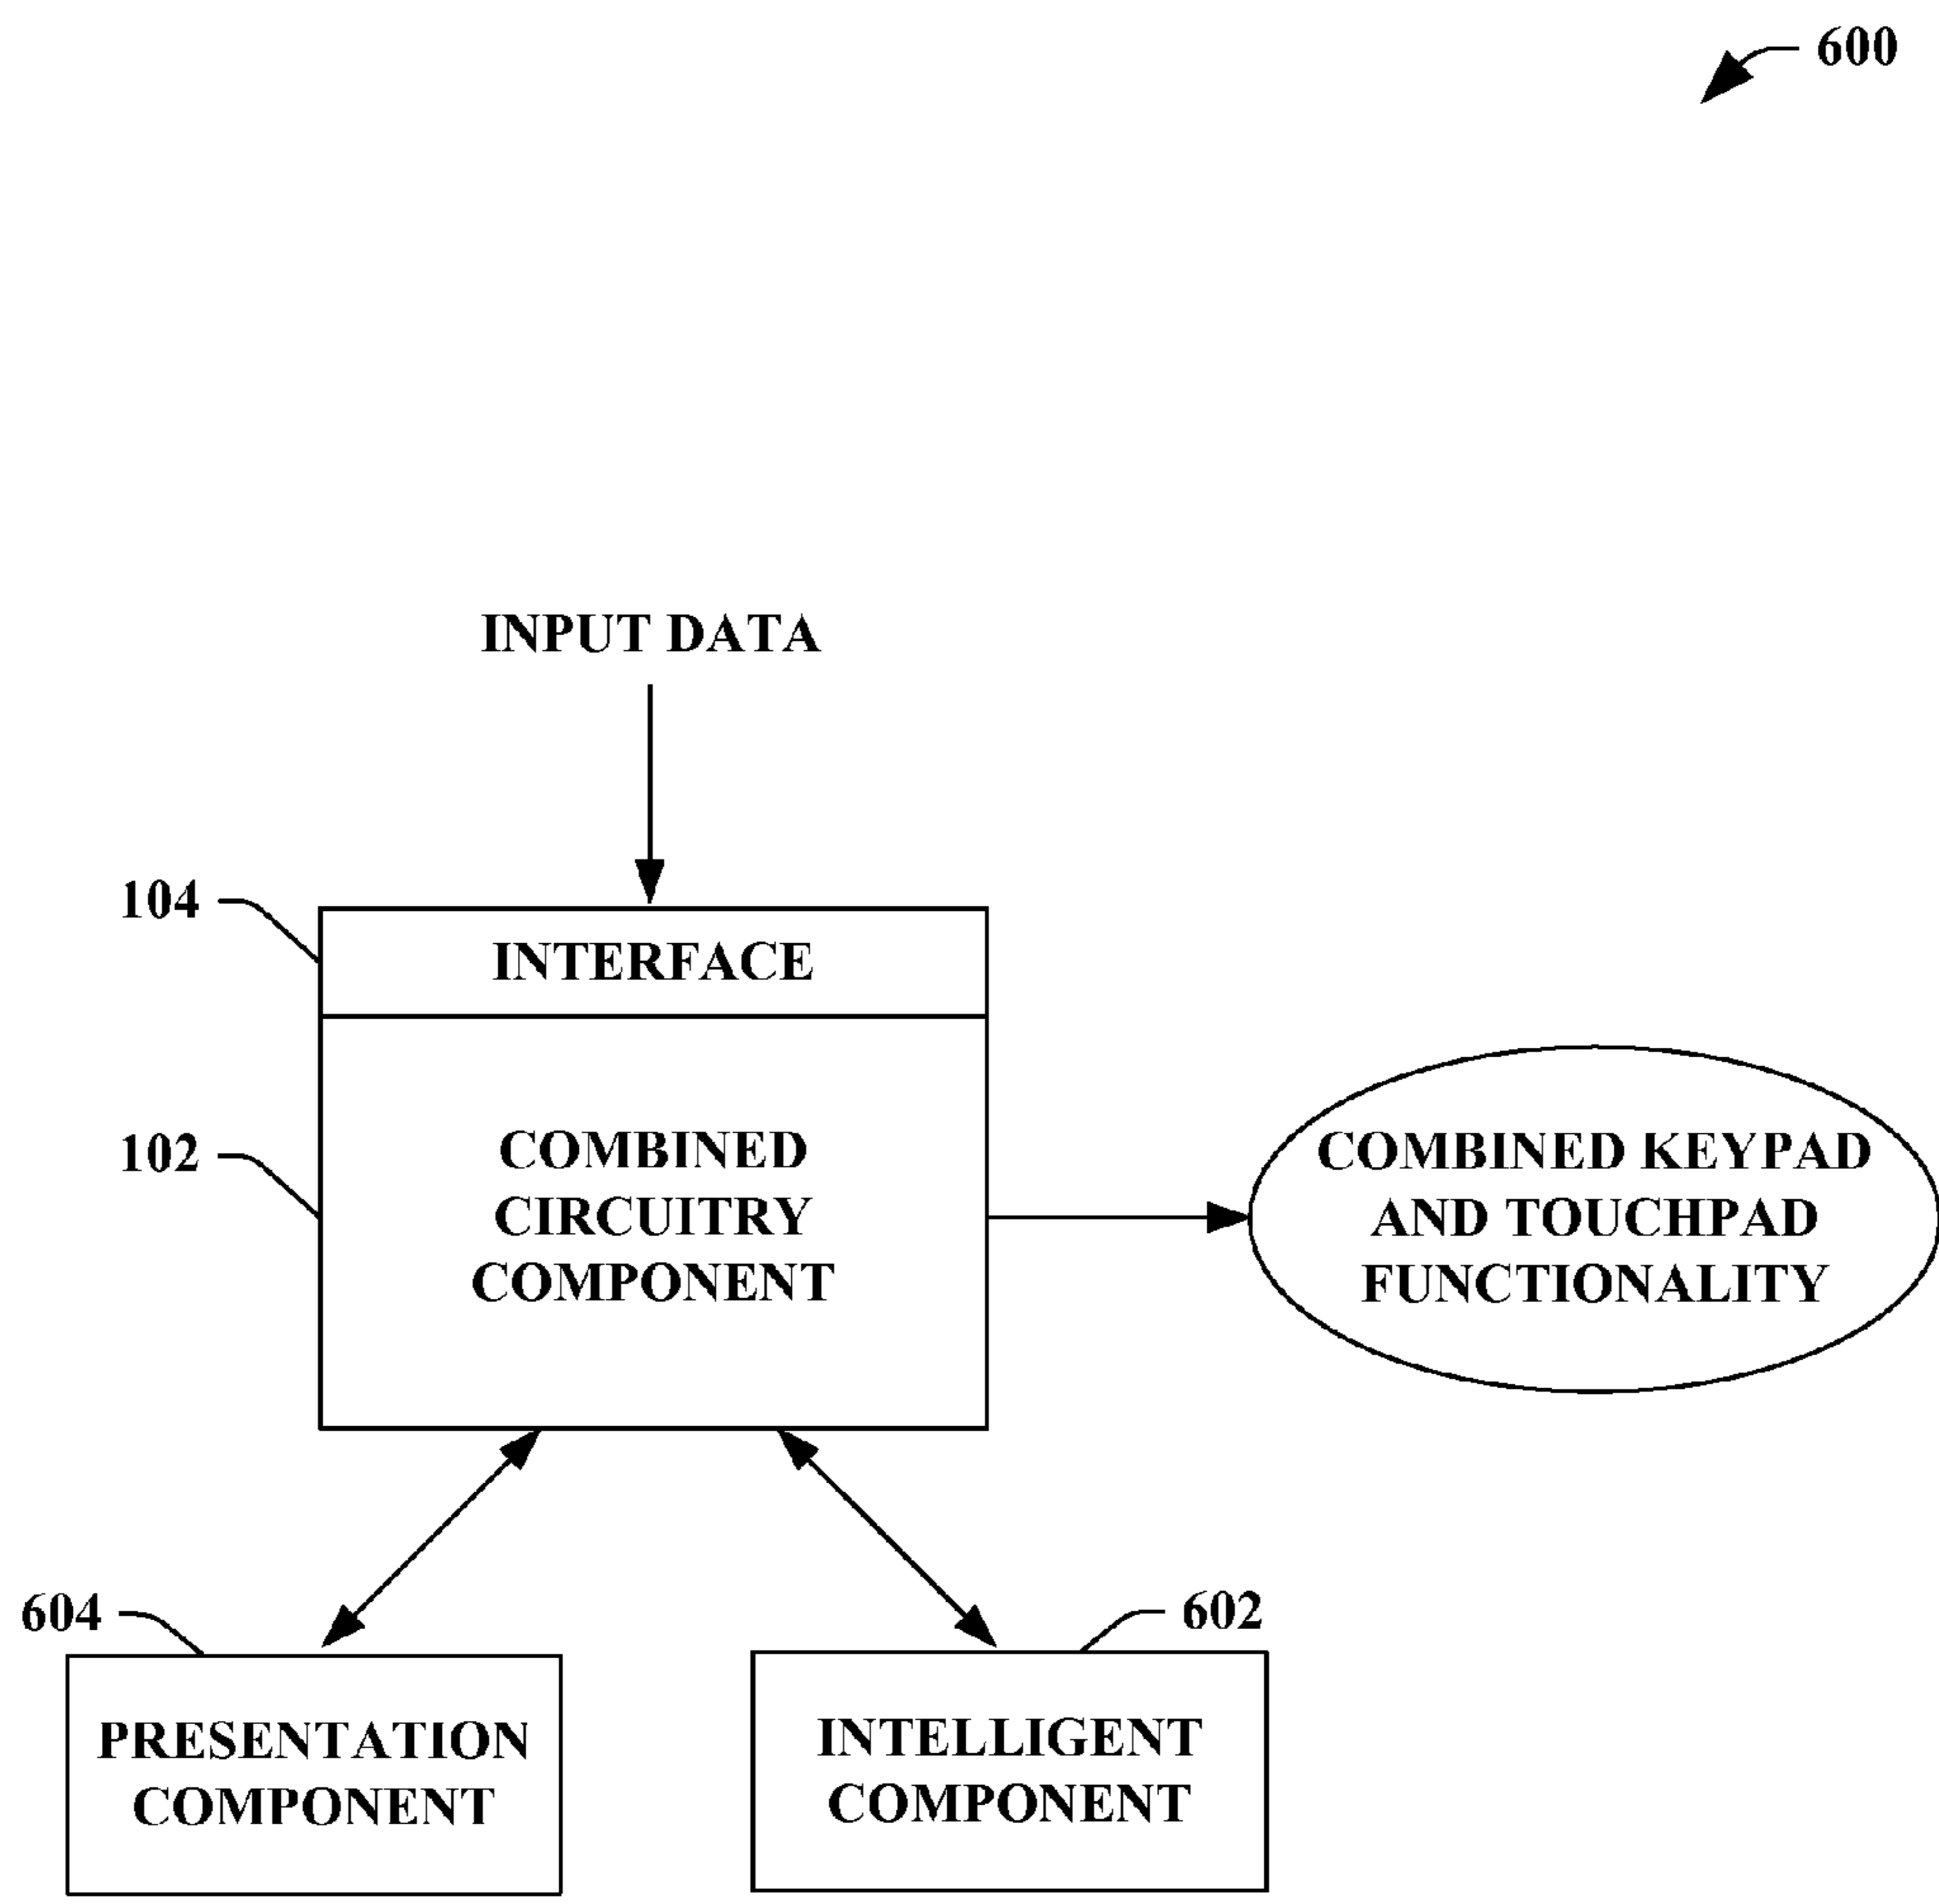 600
INPUT DATA
104
INTERFACE
102
COMBINED
CIRCUITRY
COMPONENT
COMBINED KEYPAD
AND TOUCHPAD
FUNCTIONALITY
604
PRESENTATION
COMPONENT
602
INTELLIGENT
COMPONENT